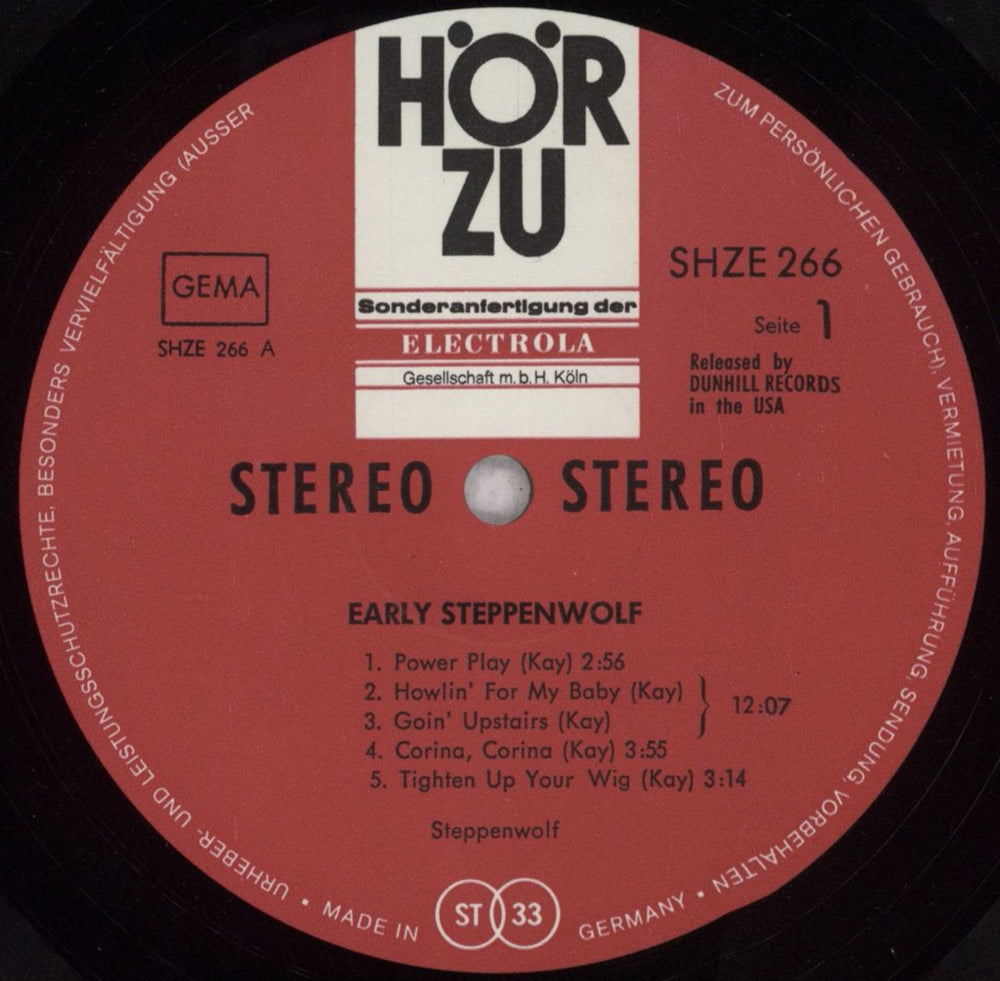 HÖR
ZU
Sonderanfertigung der
ELECTROLA
Gesellschaft m.b.H. Köln
GEMA
SHZE 266 A
SHZE 266
Seite 1
Released by
DUNHILL RECORDS
in the USA
STEREO STEREO
EARLY STEPPENWOLF
1. Power Play (Kay) 2:56
2. Howlin' For My Baby (Kay)
3. Goin' Upstairs (Kay)
} 12:07
4. Corina, Corina (Kay) 3:55
5. Tighten Up Your Wig (Kay) 3:14
Steppenwolf
URHEBER- UND LEISTUNGSSCHUTZRECHTE, BESONDERS VERVIELFÄLTIGUNG (AUSSER
ZUM PERSÖNLICHEN GEBRAUCH), VERMIETUNG, AUFFÜHRUNG, SENDUNG, VORBEHALTEN
• MADE IN ST 33 GERMANY •